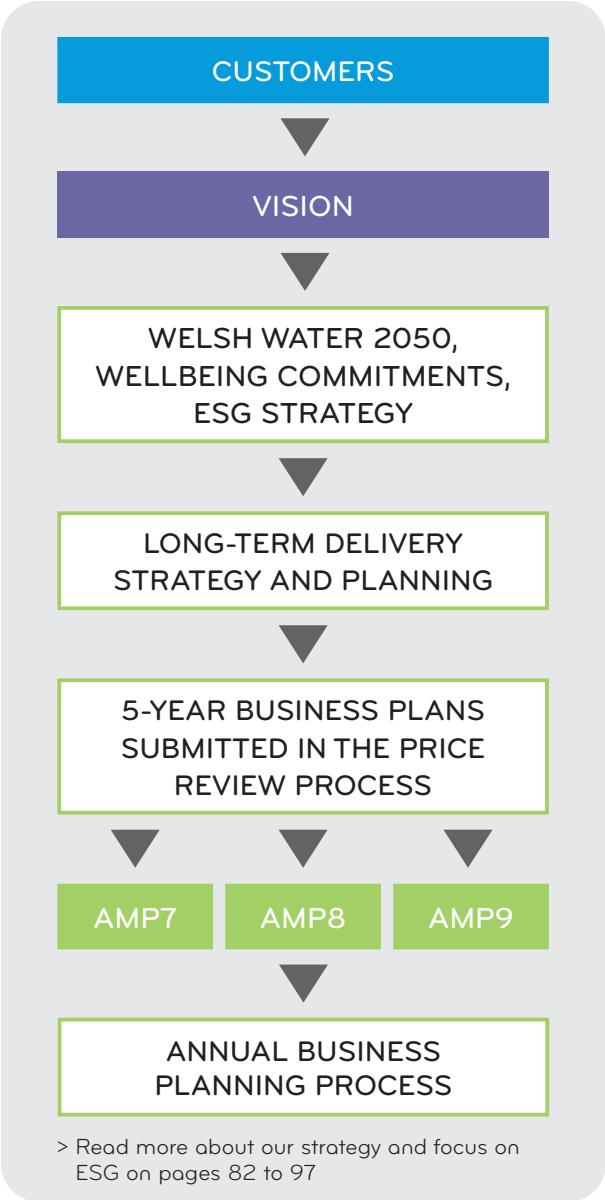 CUSTOMERS
VISION
WELSH WATER 2050,
WELLBEING COMMITMENTS,
ESG STRATEGY
LONG-TERM DELIVERY
STRATEGY AND PLANNING
5-YEAR BUSINESS PLANS
SUBMITTED IN THE PRICE
REVIEW PROCESS
AMP7 AMP8 AMP9
ANNUAL BUSINESS
PLANNING PROCESS
> Read more about our strategy and focus on
ESG on pages 82 to 97